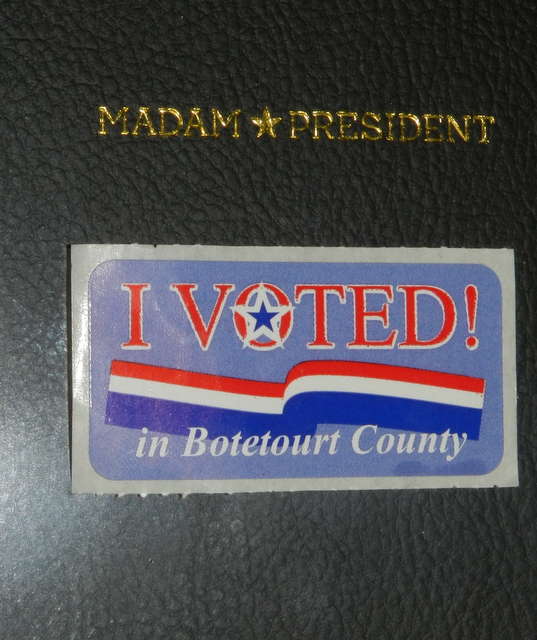 MADAM ★ PRESIDENT
I VOTED!
in Botetourt County